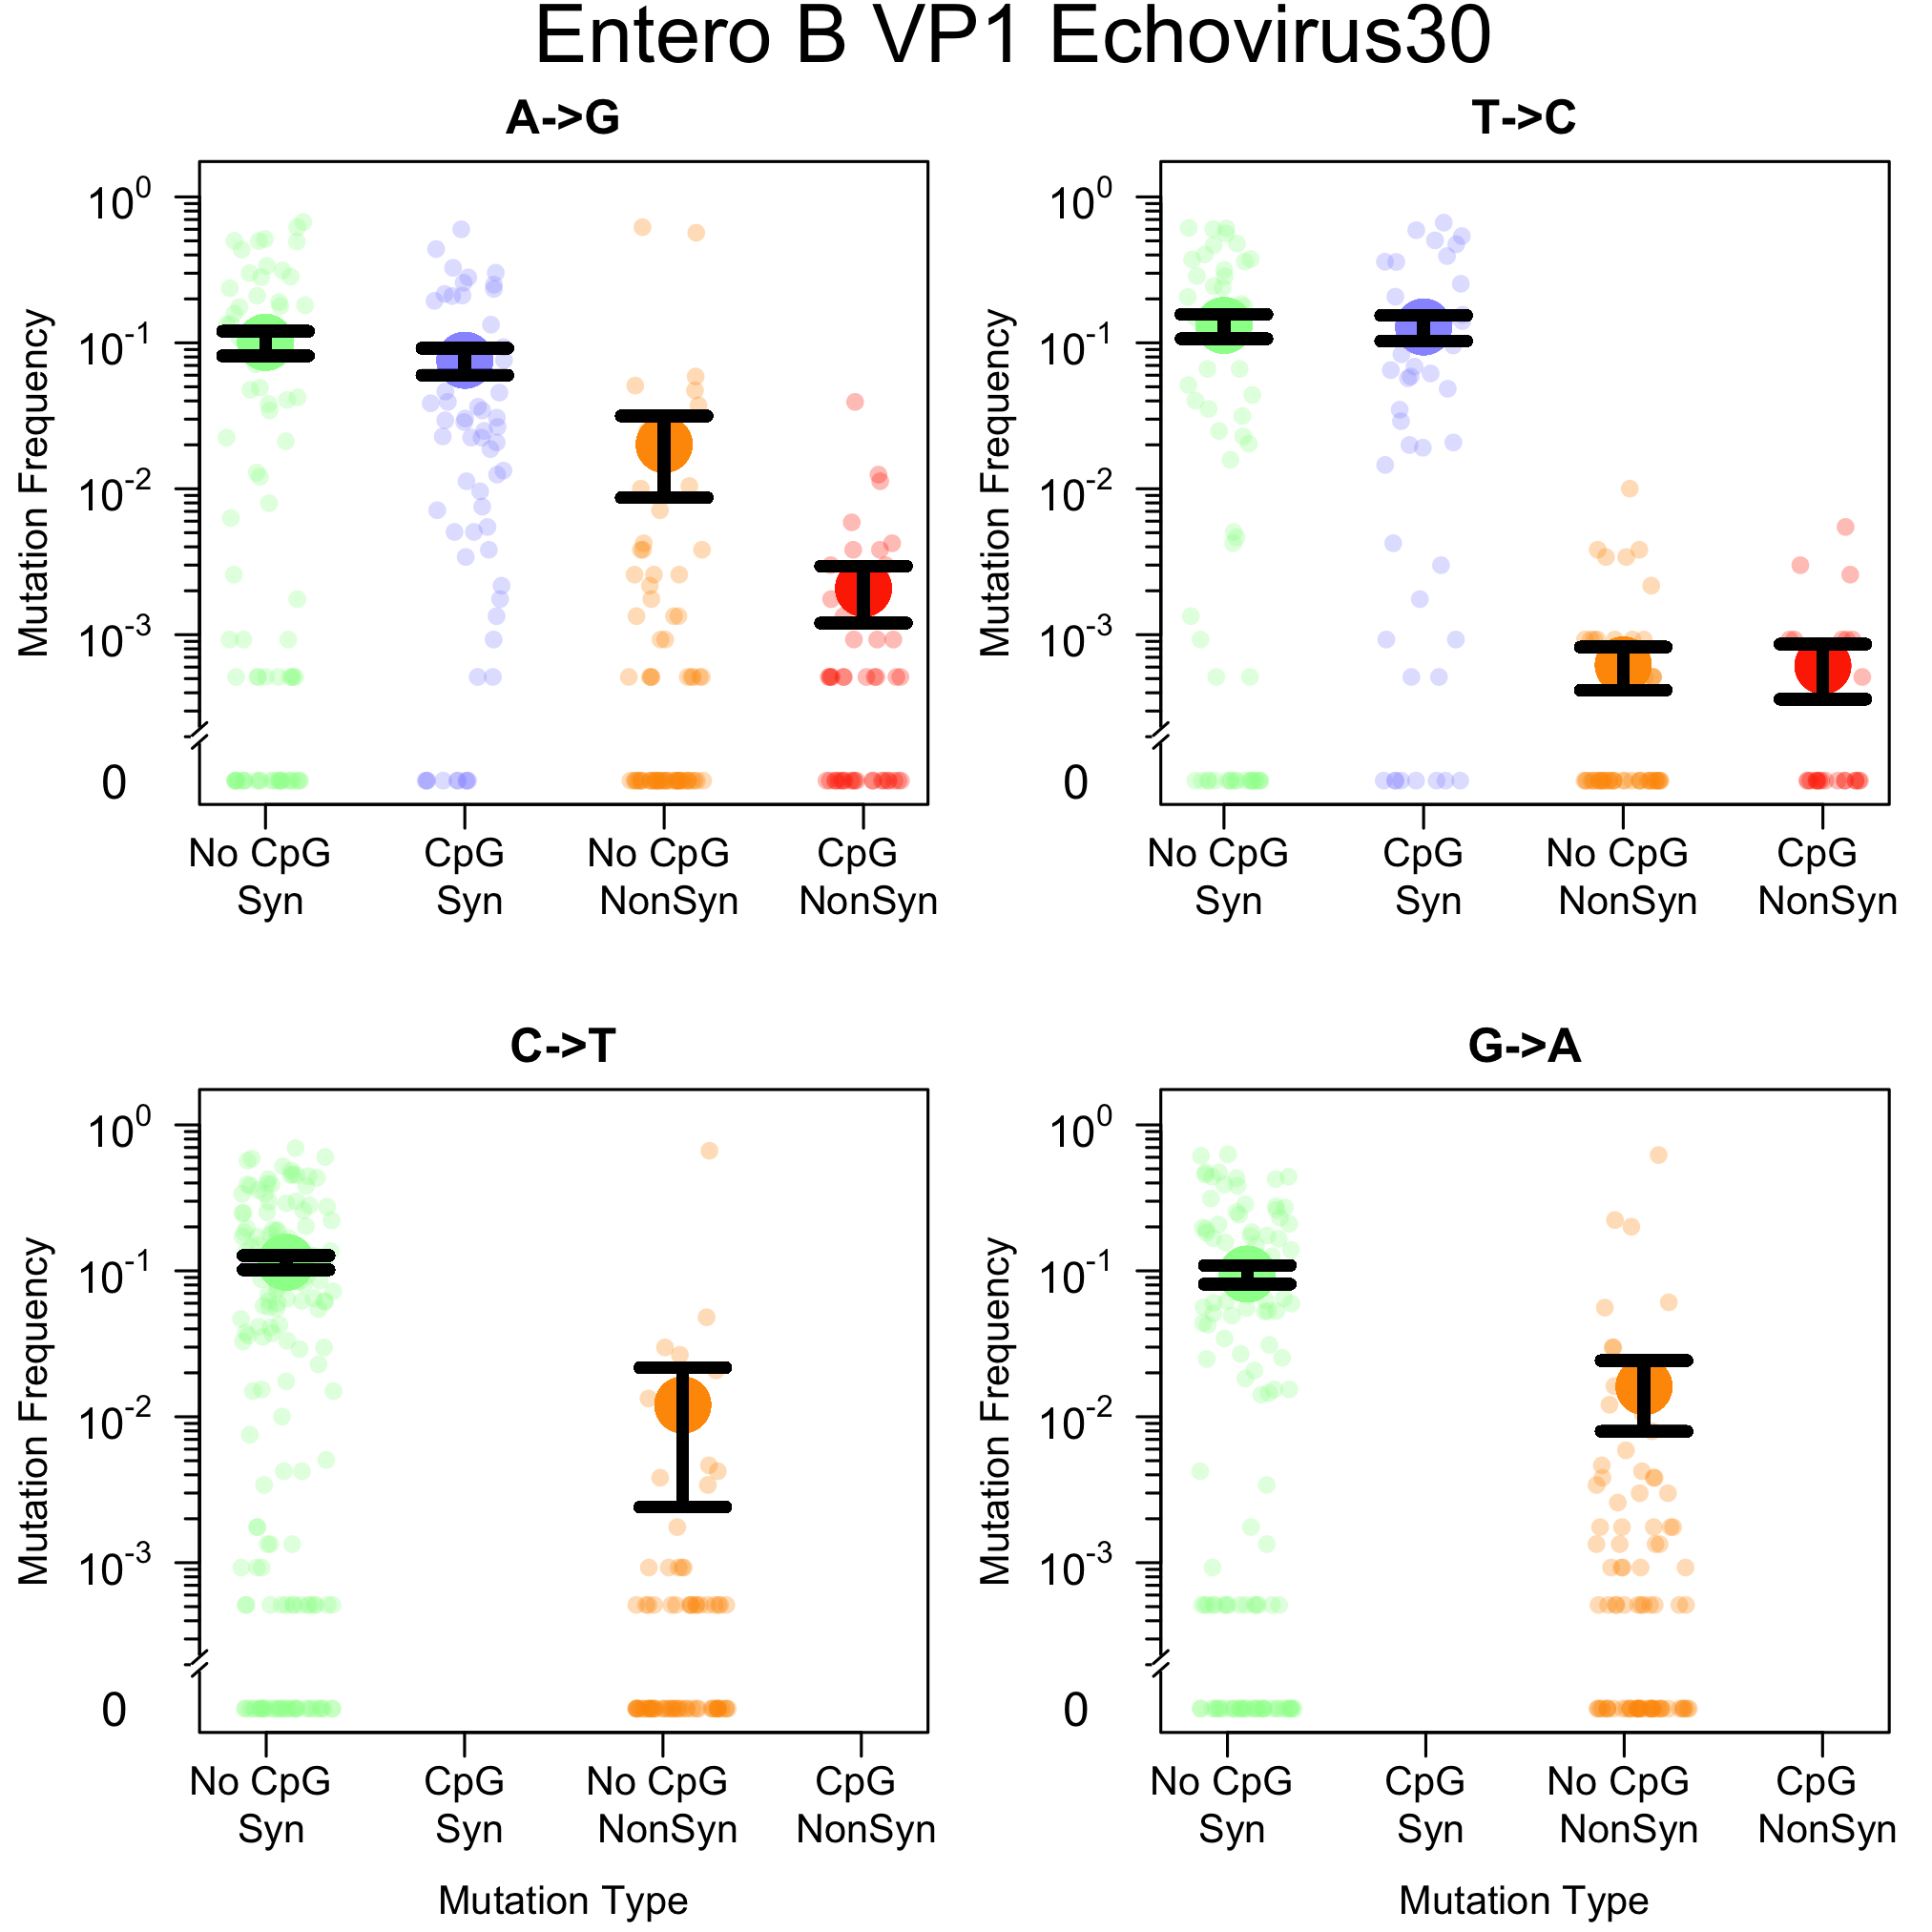 Entero B VP1 Echovirus30
A->G
Mutation Frequency
10^0
10^-1
10^-2
10^-3
0
No CpG CpG No CpG CpG
Syn Syn NonSyn NonSyn
T->C
Mutation Frequency
10^0
10^-1
10^-2
10^-3
0
No CpG CpG No CpG CpG
Syn Syn NonSyn NonSyn
C->T
Mutation Frequency
10^0
10^-1
10^-2
10^-3
0
No CpG CpG No CpG CpG
Syn Syn NonSyn NonSyn
Mutation Type
G->A
Mutation Frequency
10^0
10^-1
10^-2
10^-3
0
No CpG CpG No CpG CpG
Syn Syn NonSyn NonSyn
Mutation Type